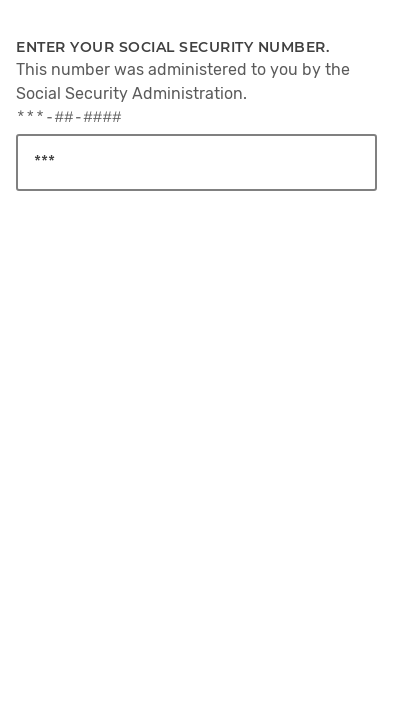 ENTER YOUR SOCIAL SECURITY NUMBER.
This number was administered to you by the
Social Security Administration.
***-##-####
***